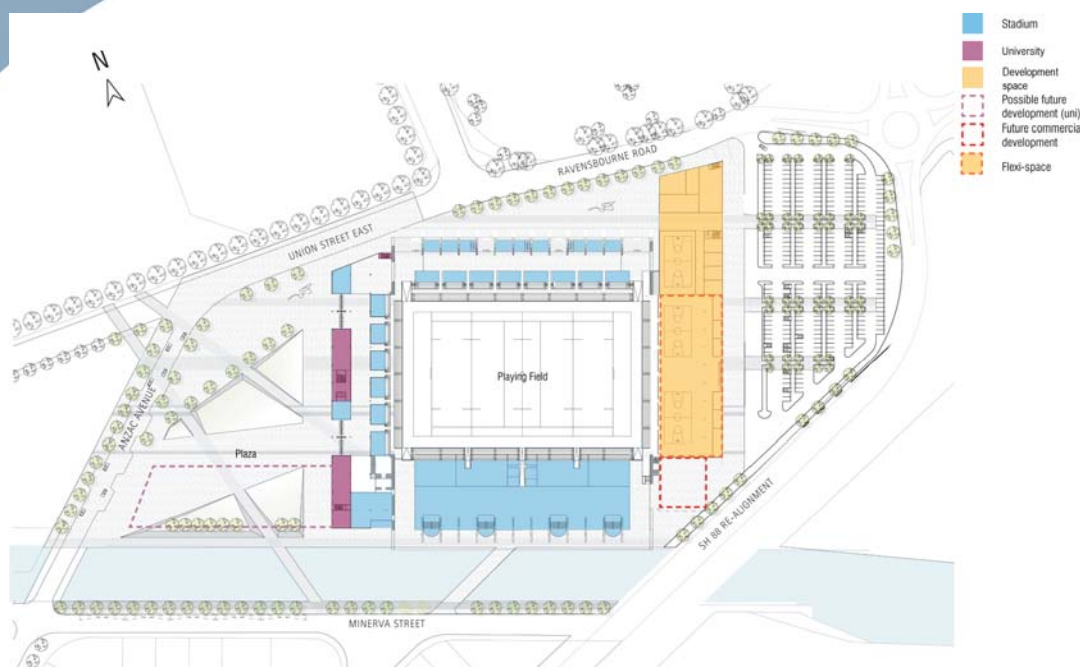 N
Stadium
University
Development
space
Possible future
development (uni)
Future commercial
development
Flexi-space
RAVENSBOURNE ROAD
UNION STREET EAST
ANZAC AVENUE
Playing Field
Plaza
SH 88 RE-ALIGNMENT
MINERVA STREET